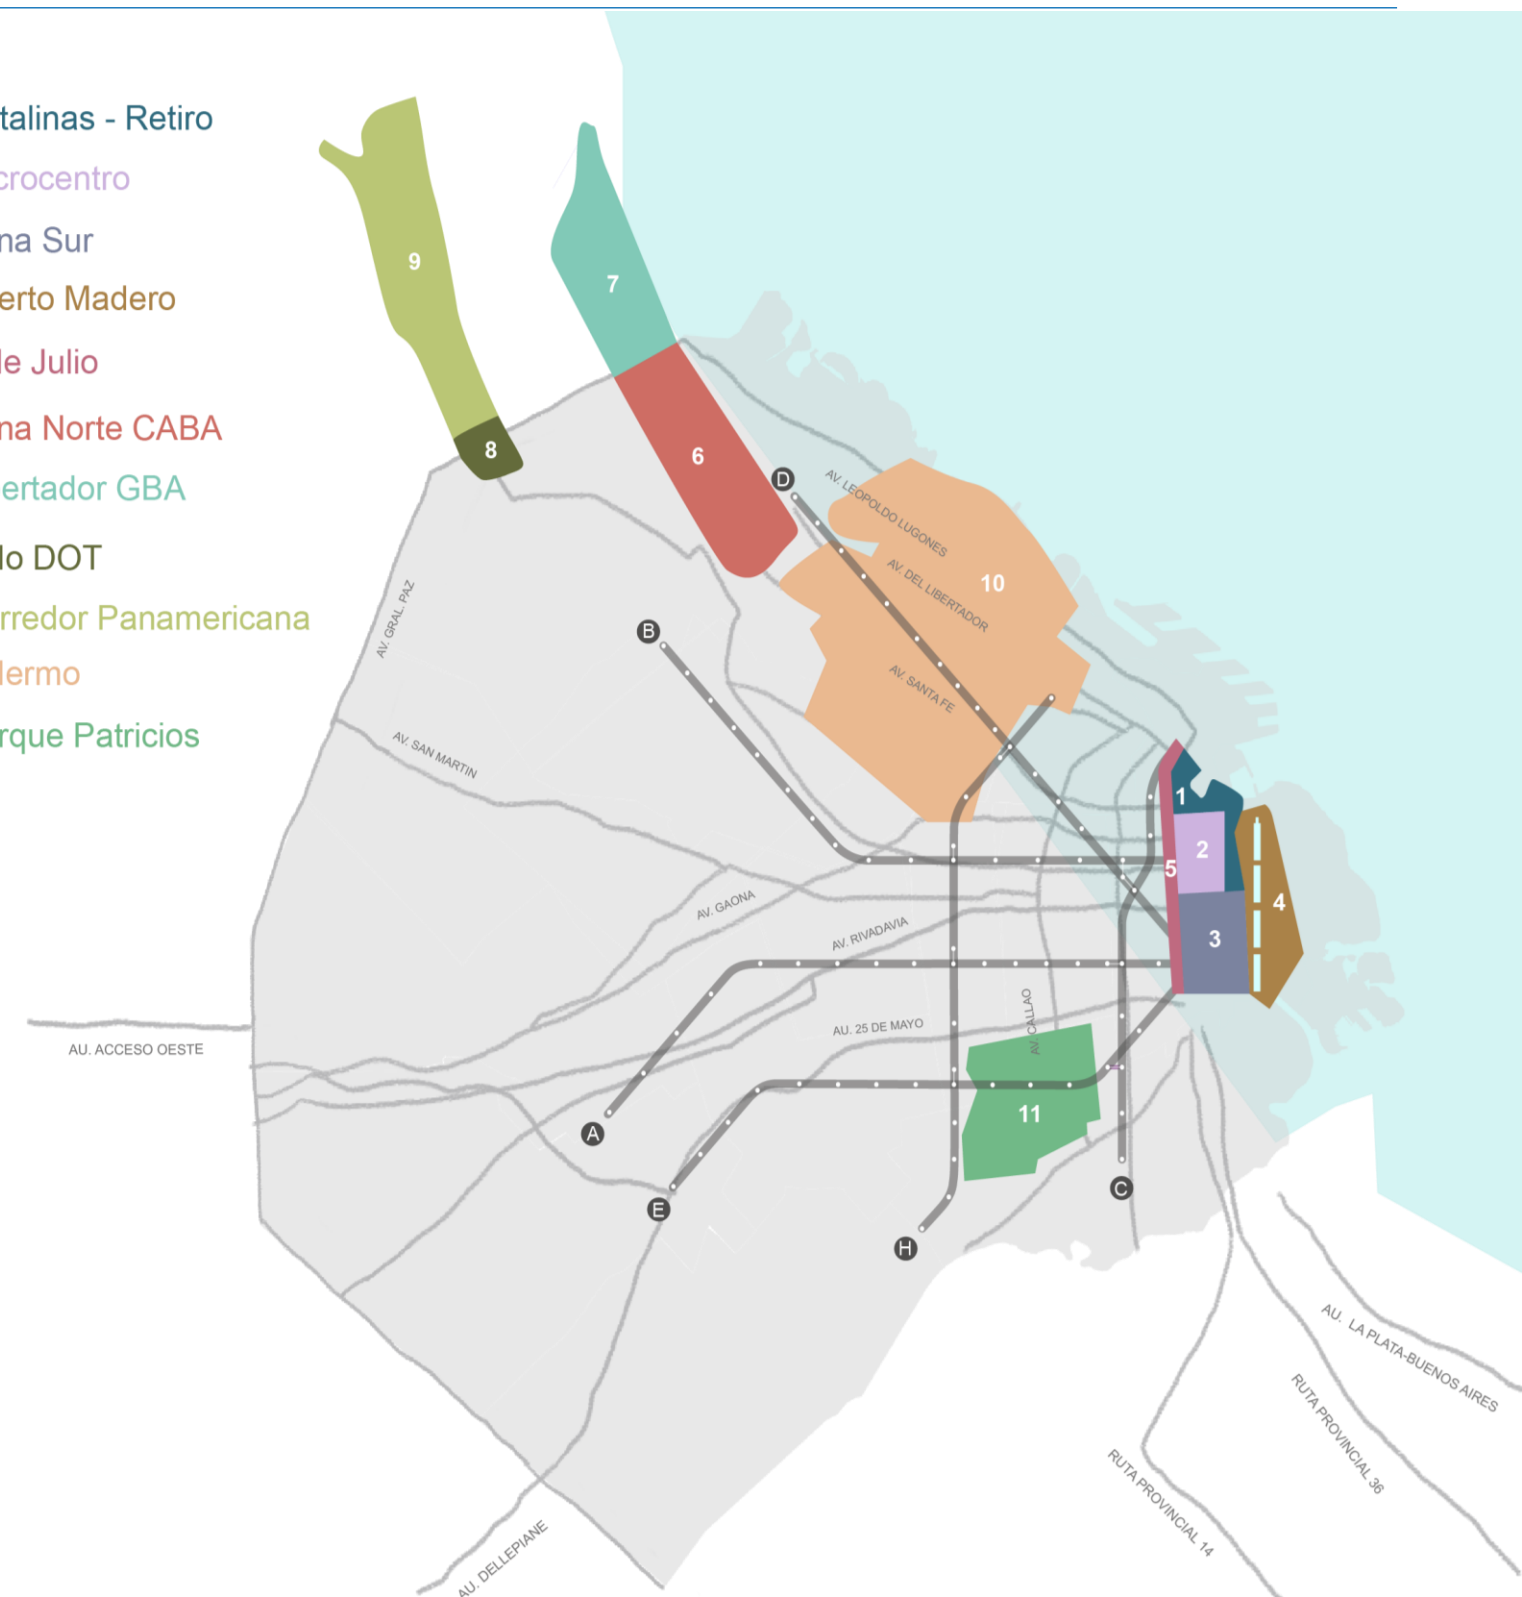 talinas - Retiro
crocentro
na Sur
erto Madero
le Julio
na Norte CABA
ertador GBA
lo DOT
rredor Panamericana
lermo
rque Patricios
9
7
8
6
D
AV. LEOPOLDO LUGONES
10
AV. DEL LIBERTADOR
AV. SANTA FE
B
AV. GRAL. PAZ
AV. SAN MARTIN
1
2
5
4
3
AV. GAONA
AV. RIVADAVIA
AU. 25 DE MAYO
AV. CALLAO
AU. ACCESO OESTE
11
A
E
C
H
AU. LA PLATA-BUENOS AIRES
RUTA PROVINCIAL 36
RUTA PROVINCIAL 14
AU. DELLEPIANE